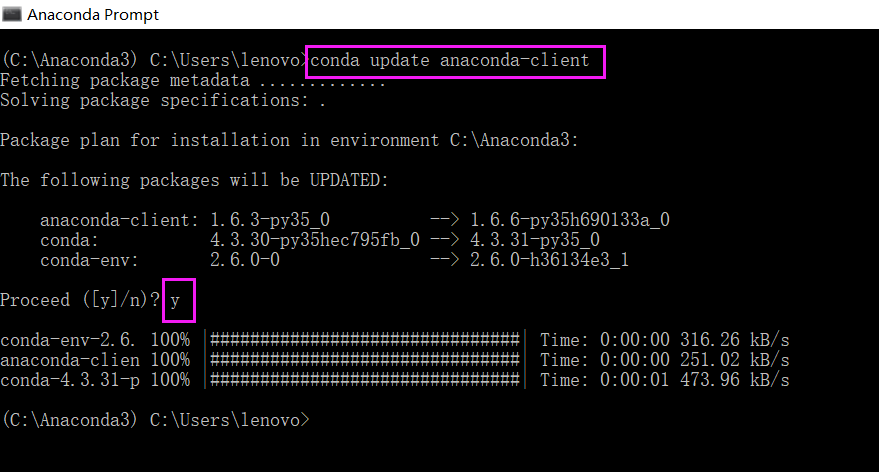 Anaconda Prompt
(C:\Anaconda3) C:\Users\lenovo>conda update anaconda-client
Fetching package metadata .............
Solving package specifications: .
Package plan for installation in environment C:\Anaconda3:
The following packages will be UPDATED:
anaconda-client: 1.6.3-py35_0 --> 1.6.6-py35h690133a_0
conda: 4.3.30-py35hec795fb_0 --> 4.3.31-py35_0
conda-env: 2.6.0-0 --> 2.6.0-h36134e3_1
Proceed ([y]/n)? y
conda-env-2.6. 100% |###############################| Time: 0:00:00 316.26 kB/s
anaconda-clien 100% |###############################| Time: 0:00:00 251.02 kB/s
conda-4.3.31-p 100% |###############################| Time: 0:00:01 473.96 kB/s
(C:\Anaconda3) C:\Users\lenovo>